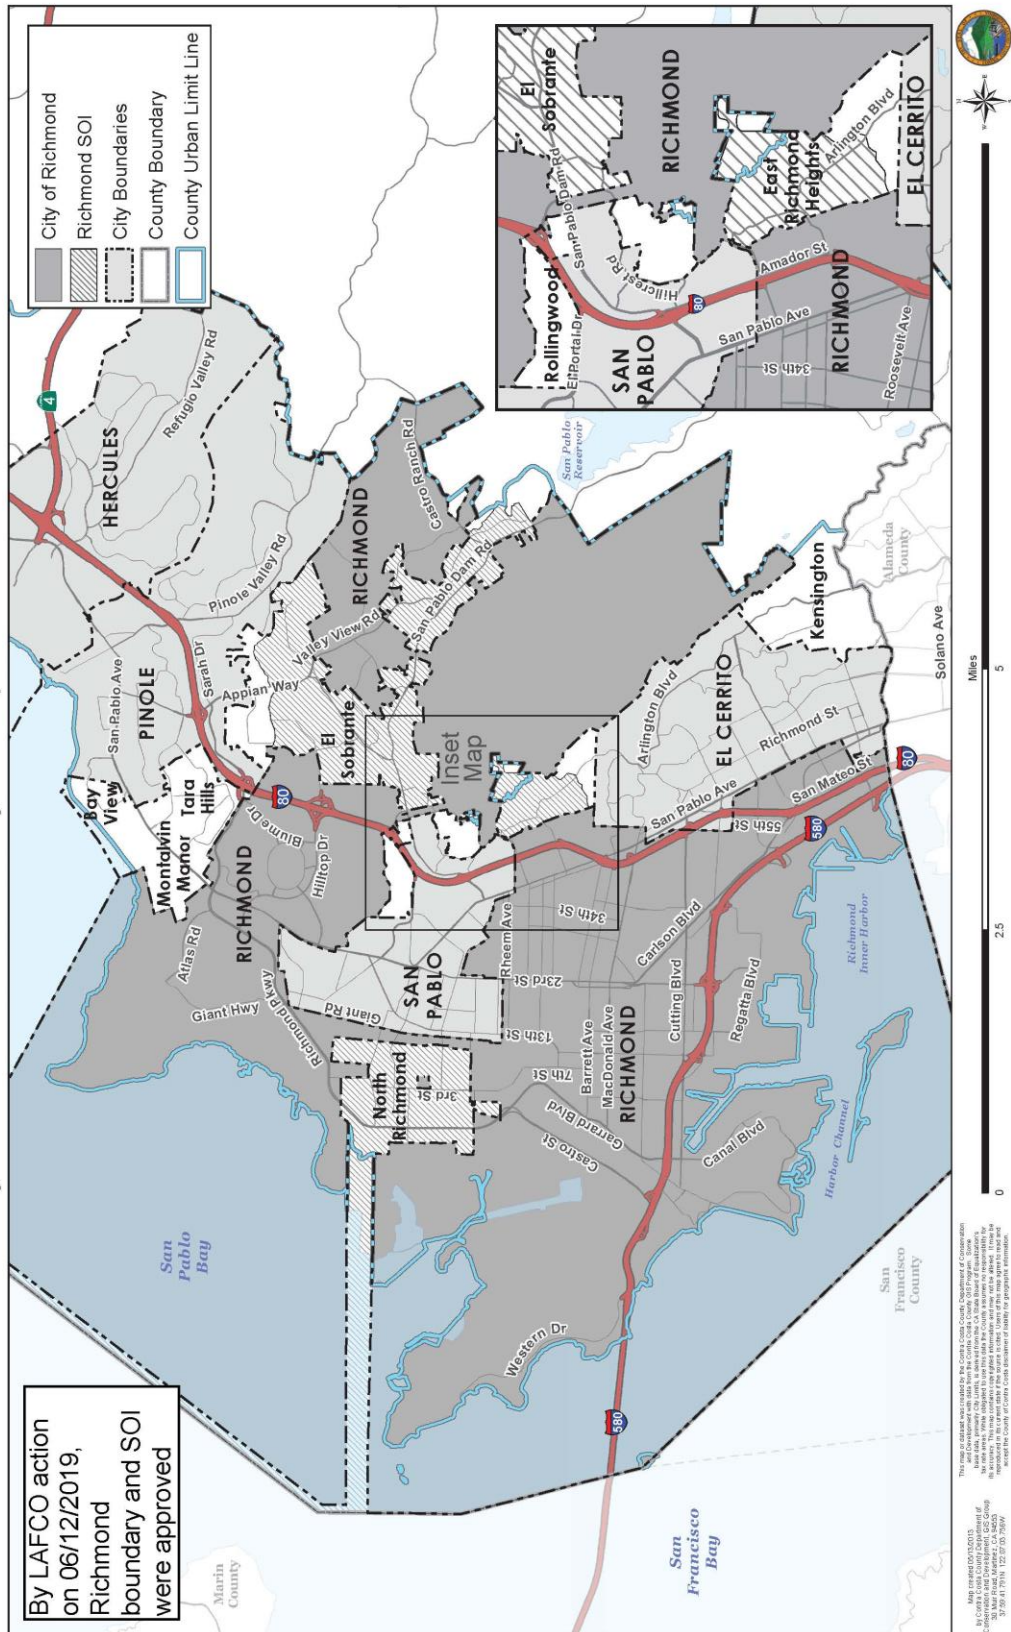 By LAFCO action
on 06/12/2019,
Richmond
boundary and SOI
were approved
City of Richmond
Richmond SOI
City Boundaries
County Boundary
County Urban Limit Line
Marin
County
San
Pablo
Bay
San
Francisco
Bay
San
Francisco
County
Alameda
County
San Pablo
Reservoir
Richmond
Inner Harbor
Harbor Channel
HERCULES
PINOLE
Bay
View
Montalvin
Manor
Tara
Hills
RICHMOND
RICHMOND
El
Sobrante
SAN
PABLO
North
Richmond
RICHMOND
EL CERRITO
Kensington
Inset
Map
4
80
80
580
580
Refugio Valley Rd
Pinole Valley Rd
San Pablo Ave
Sarah Dr
Appian Way
Valley View Rd
Castro Ranch Rd
San Pablo Dam Rd
Blume Dr
Hilltop Dr
Atlas Rd
Giant Hwy
Richmond Pkwy
Giant Rd
Rheem Ave
34th St
23rd St
13th St
7th St
3rd St
Barrett Ave
MacDonald Ave
Garrard Blvd
Castro St
Canal Blvd
Western Dr
Cutting Blvd
Carlson Blvd
Regatta Blvd
San Pablo Ave
55th St
San Mateo St
Richmond St
Arlington Blvd
Solano Ave
El
Sobrante
RICHMOND
San Pablo Dam Rd
Rollingwood
El Portal Dr
Hillcrest Rd
SAN
PABLO
80
East
Richmond
Heights
Arlington Blvd
EL CERRITO
Amador St
San Pablo Ave
34th St
RICHMOND
Roosevelt Ave
N
W
E
S
Miles
0
2.5
5